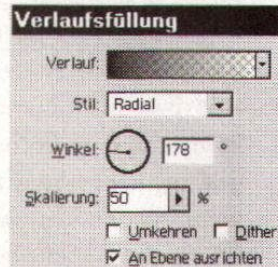 Verlaufsfüllung
Verlauf:
Stil: Radial
Winkel: 178 °
Skalierung: 50 %
Umkehren Dither
An Ebene ausrichten